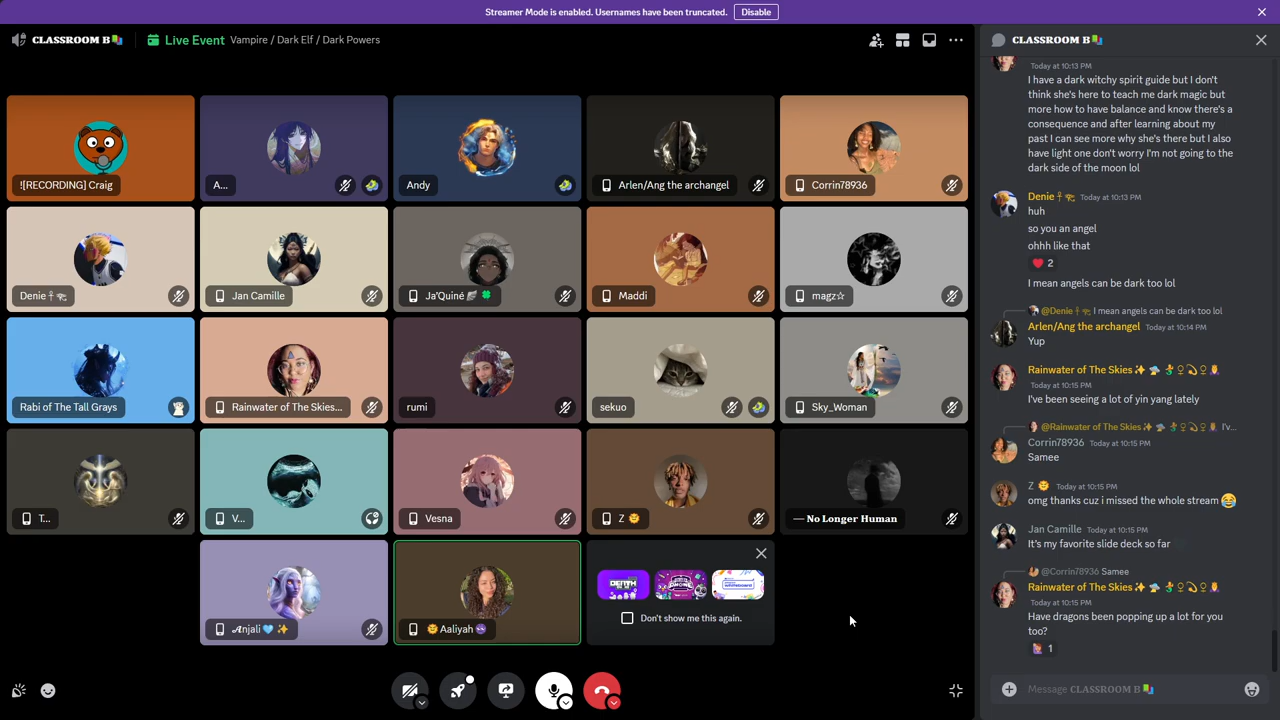 Streamer Mode is enabled. Usernames have been truncated. Disable
CLASSROOM B Live Event Vampire / Dark Elf / Dark Powers
CLASSROOM B
![RECORDING] Craig
A...
Andy
Arlen/Ang the archangel
Corrin78936
Denie
Jan Camille
Ja'Quiné
Maddi
magz☆
Rabi of The Tall Grays
Rainwater of The Skies...
rumi
sekuo
Sky_Woman
T...
V...
Vesna
Z 🌞
— No Longer Human
𝓐njali🩵 ✨
🌞Aaliyah
Don't show me this again.
Today at 10:13 PM
I have a dark witchy spirit guide but I don't
think she's here to teach me dark magic but
more how to have balance and know there's a
consequence and after learning about my
past I can see more why she's there but I also
have light one don't worry I'm not going to the
dark side of the moon lol
Denie Today at 10:13 PM
huh
so you an angel
ohhh like that
❤️ 2
I mean angels can be dark too lol
@Denie I mean angels can be dark too lol
Arlen/Ang the archangel Today at 10:14 PM
Yup
Rainwater of The Skies✨
Today at 10:15 PM
I've been seeing a lot of yin yang lately
@Rainwater of The Skies✨ I'v...
Corrin78936 Today at 10:15 PM
Samee
Z 🌞 Today at 10:15 PM
omg thanks cuz i missed the whole stream 😂
Jan Camille Today at 10:15 PM
It's my favorite slide deck so far
@Corrin78936 Samee
Rainwater of The Skies✨
Today at 10:15 PM
Have dragons been popping up a lot for you
too?
1
Message CLASSROOM B